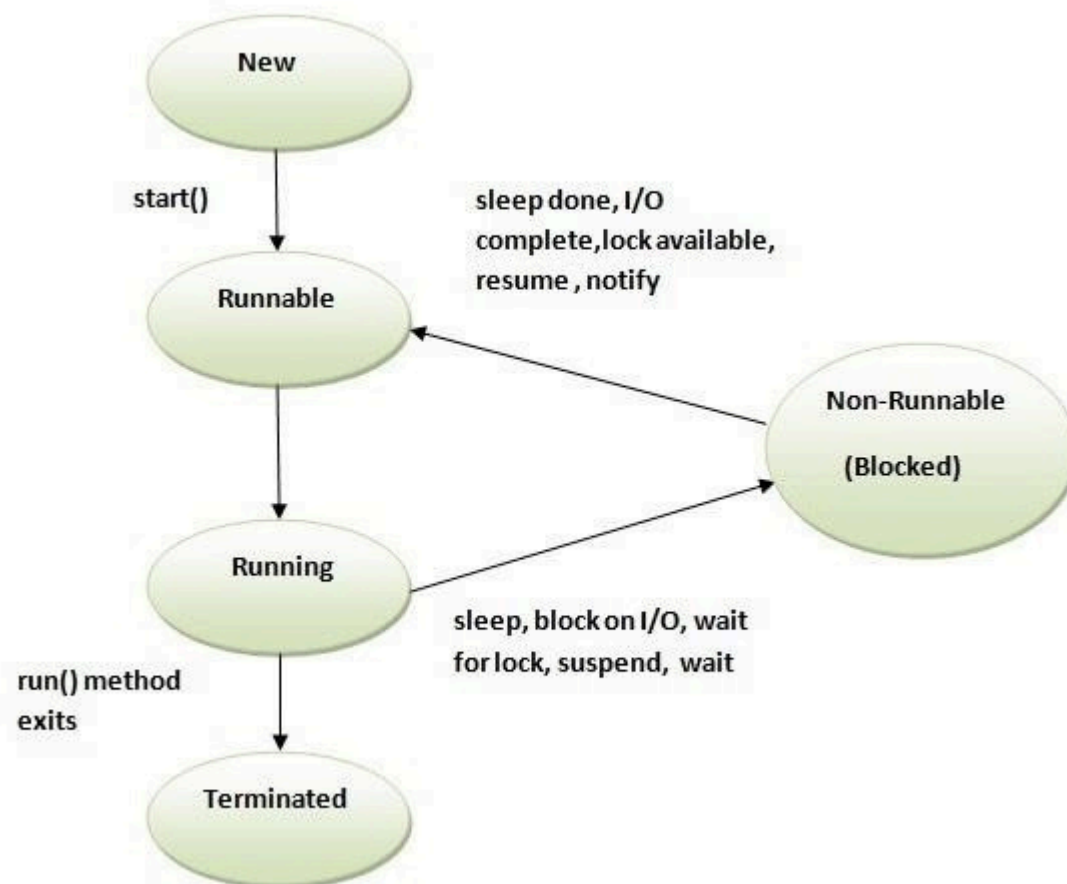 New
start()
sleep done, I/O
complete,lock available,
resume , notify
Runnable
Non-Runnable
(Blocked)
Running
sleep, block on I/O, wait
for lock, suspend, wait
run() method
exits
Terminated